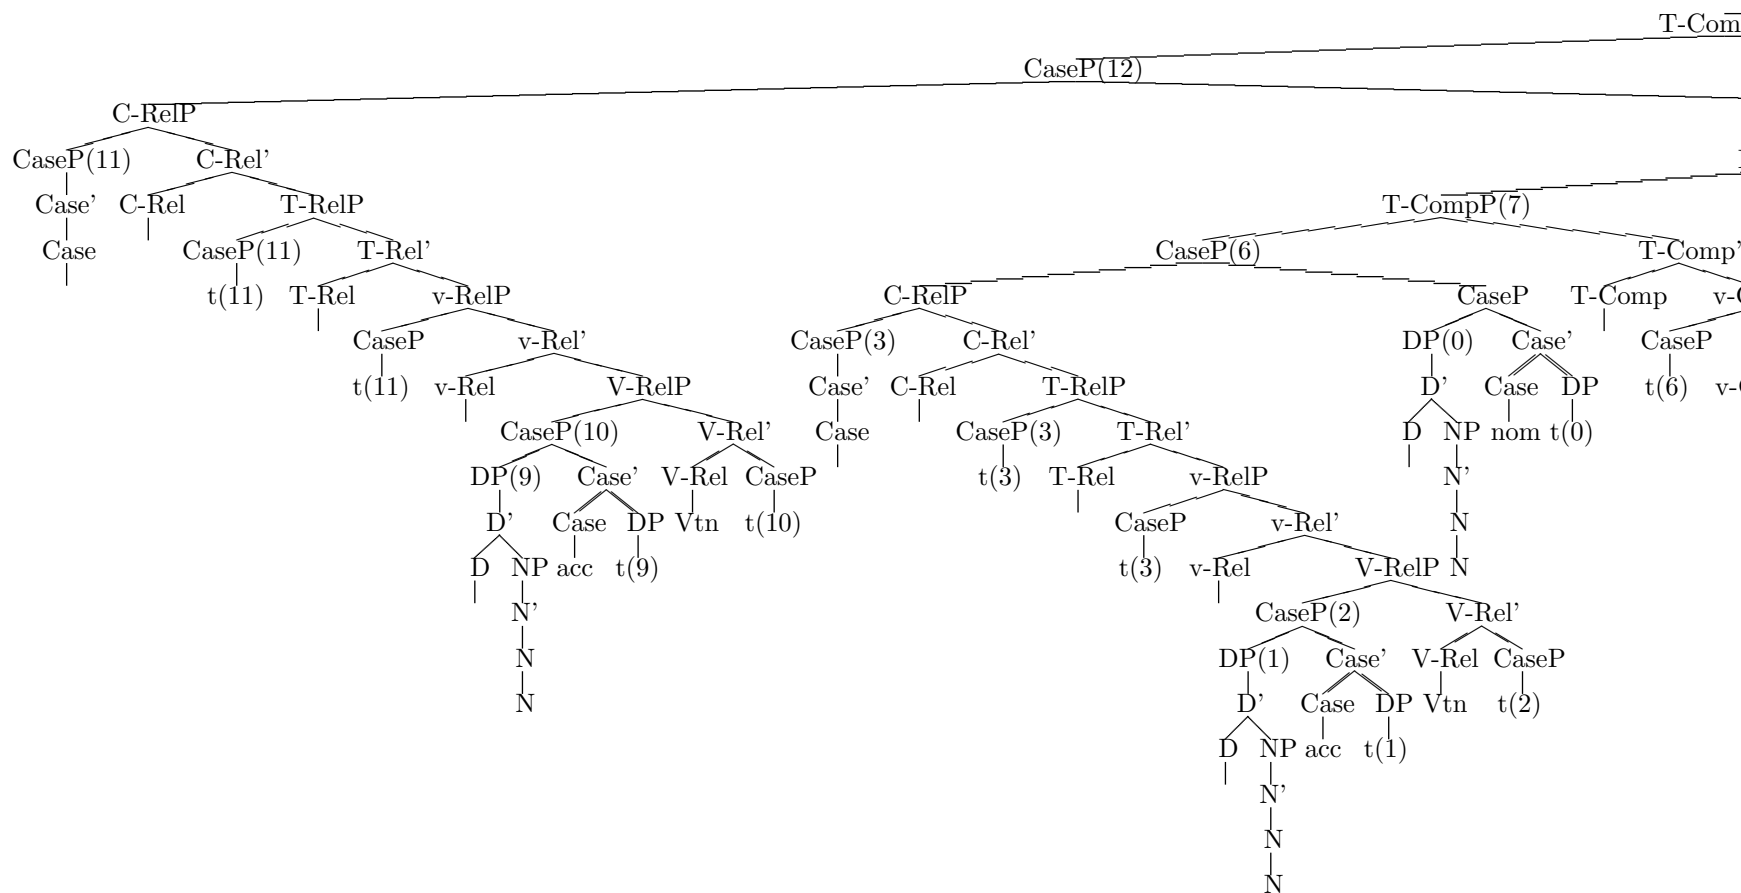 T-Com
CaseP(12)
C-RelP
CaseP(11) C-Rel'
Case' C-Rel T-RelP T-CompP(7)
Case CaseP(11) T-Rel' CaseP(6) T-Comp'
t(11) T-Rel v-RelP C-RelP CaseP T-Comp
CaseP v-Rel' CaseP(3) C-Rel' DP(0) Case' CaseP
t(11) v-Rel V-RelP Case' C-Rel T-RelP D' Case DP t(6)
CaseP(10) V-Rel' Case CaseP(3) T-Rel' D NP nom t(0)
DP(9) Case' V-Rel CaseP t(3) T-Rel v-RelP N'
D' Case DP Vtn t(10) CaseP v-Rel' N
D NP acc t(9) t(3) v-Rel V-RelP N
N' CaseP(2) V-Rel'
N DP(1) Case' V-Rel CaseP
N D' Case DP Vtn t(2)
D NP acc t(1)
N'
N
N